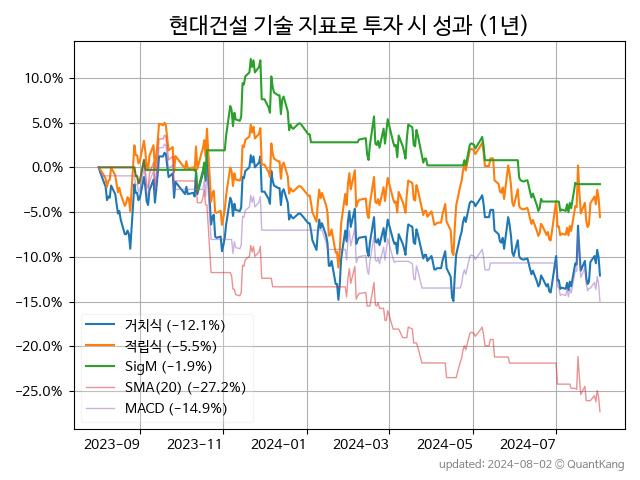 현대건설 기술 지표로 투자 시 성과 (1년)
10.0%
5.0%
0.0%
−5.0%
−10.0%
−15.0%
−20.0%
−25.0%
거치식 (−12.1%)
적립식 (−5.5%)
SigM (−1.9%)
SMA(20) (−27.2%)
MACD (−14.9%)
2023-09 2023-11 2024-01 2024-03 2024-05 2024-07
updated: 2024-08-02 © QuantKang